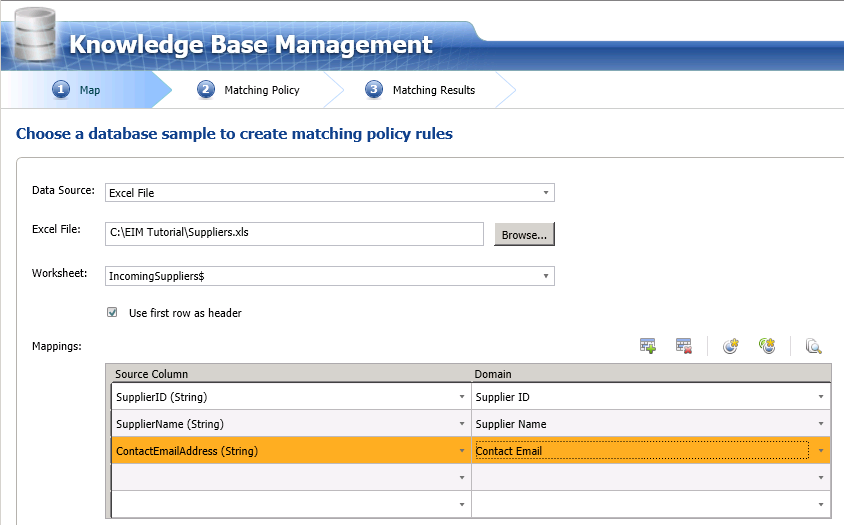 Knowledge Base Management
1 Map 2 Matching Policy 3 Matching Results
Choose a database sample to create matching policy rules
Data Source: Excel File
Excel File: C:\EIM Tutorial\Suppliers.xls Browse...
Worksheet: IncomingSuppliers$
Use first row as header
Mappings:
Source Column Domain
SupplierID (String) Supplier ID
SupplierName (String) Supplier Name
ContactEmailAddress (String) Contact Email